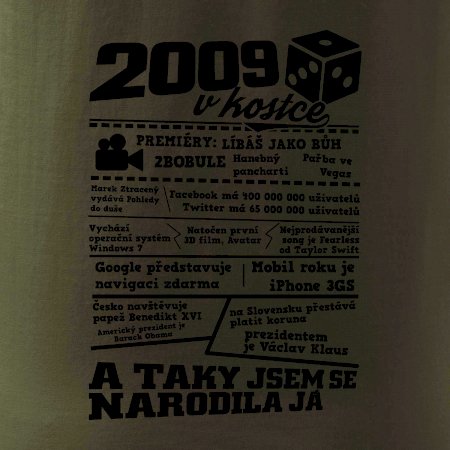 2009
v kostce
PREMIÉRY: LÍBÁŠ JAKO BŮH
2BOBULE Hanebný pancharti Pařba ve Vegas
Marek Ztracený
vydává Pohledy
do duše
Facebook má 400 000 000 uživatelů
Twitter má 65 000 000 uživatelů
Vychází
operační systém
Windows 7
Natočen první
3D film, Avatar
Nejprodávanější
song je Fearless
od Taylor Swift
Google představuje
navigaci zdarma
Mobil roku je
iPhone 3GS
Česko navštěvuje
papež Benedikt XVI
Americký prezident je
Barack Obama
na Slovensku přestává
platit koruna
prezidentem
je Václav Klaus
A TAKY JSEM SE
NARODILA JÁ